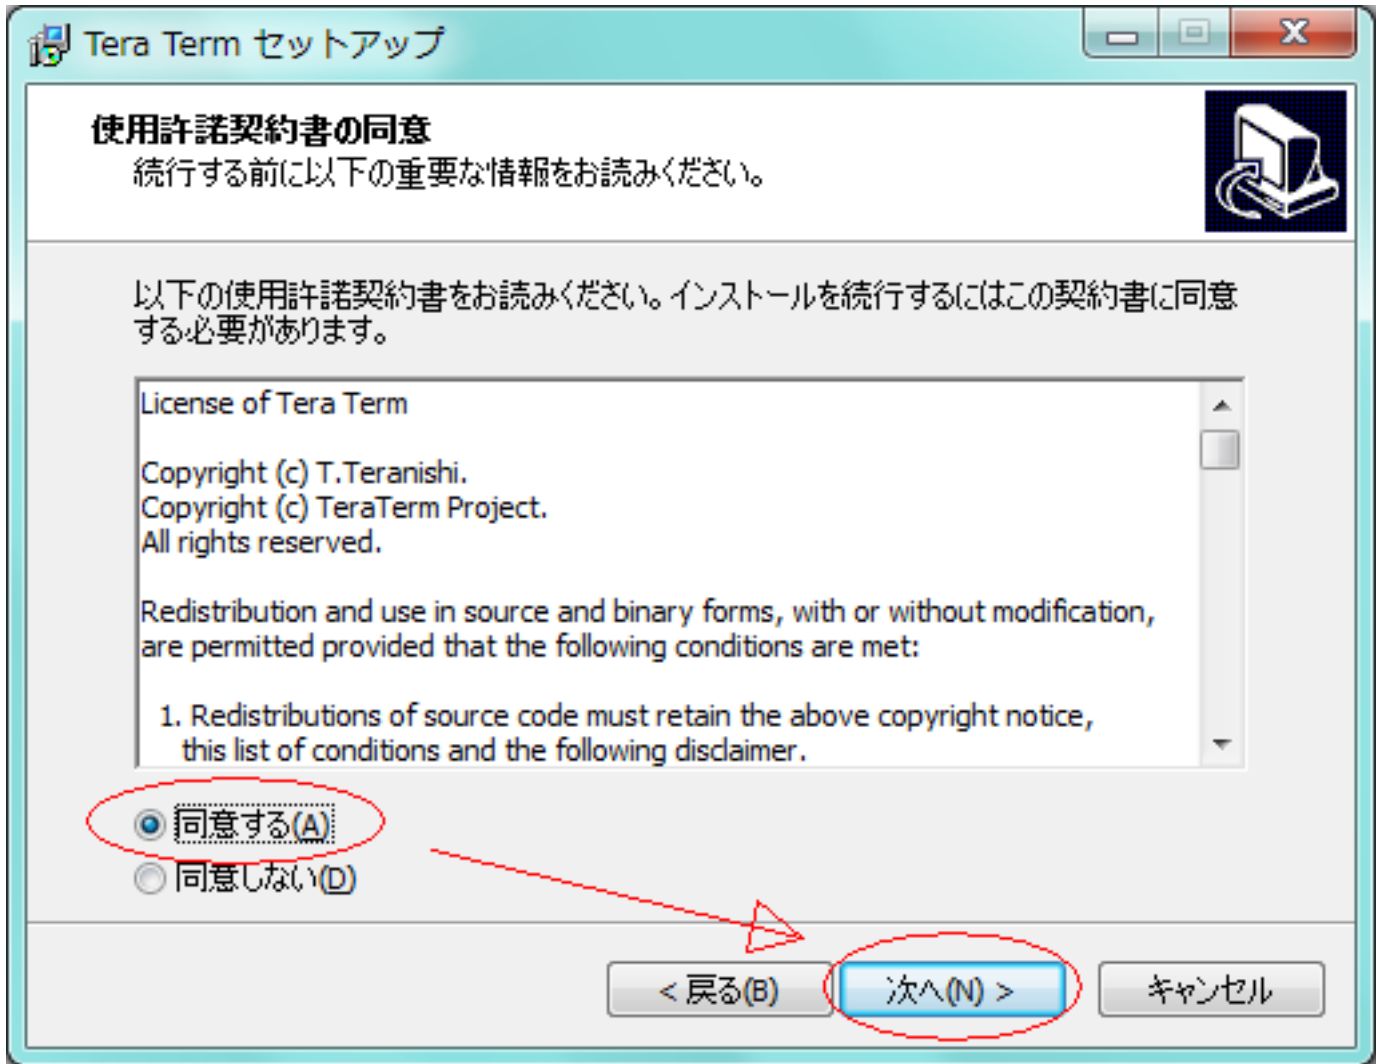 Tera Term セットアップ
使用許諾契約書の同意
続行する前に以下の重要な情報をお読みください。
以下の使用許諾契約書をお読みください。インストールを続行するにはこの契約書に同意
する必要があります。
License of Tera Term
Copyright (c) T.Teranishi.
Copyright (c) TeraTerm Project.
All rights reserved.
Redistribution and use in source and binary forms, with or without modification,
are permitted provided that the following conditions are met:
1. Redistributions of source code must retain the above copyright notice,
this list of conditions and the following disclaimer.
同意する(A)
同意しない(D)
< 戻る(B)
次へ(N) >
キャンセル